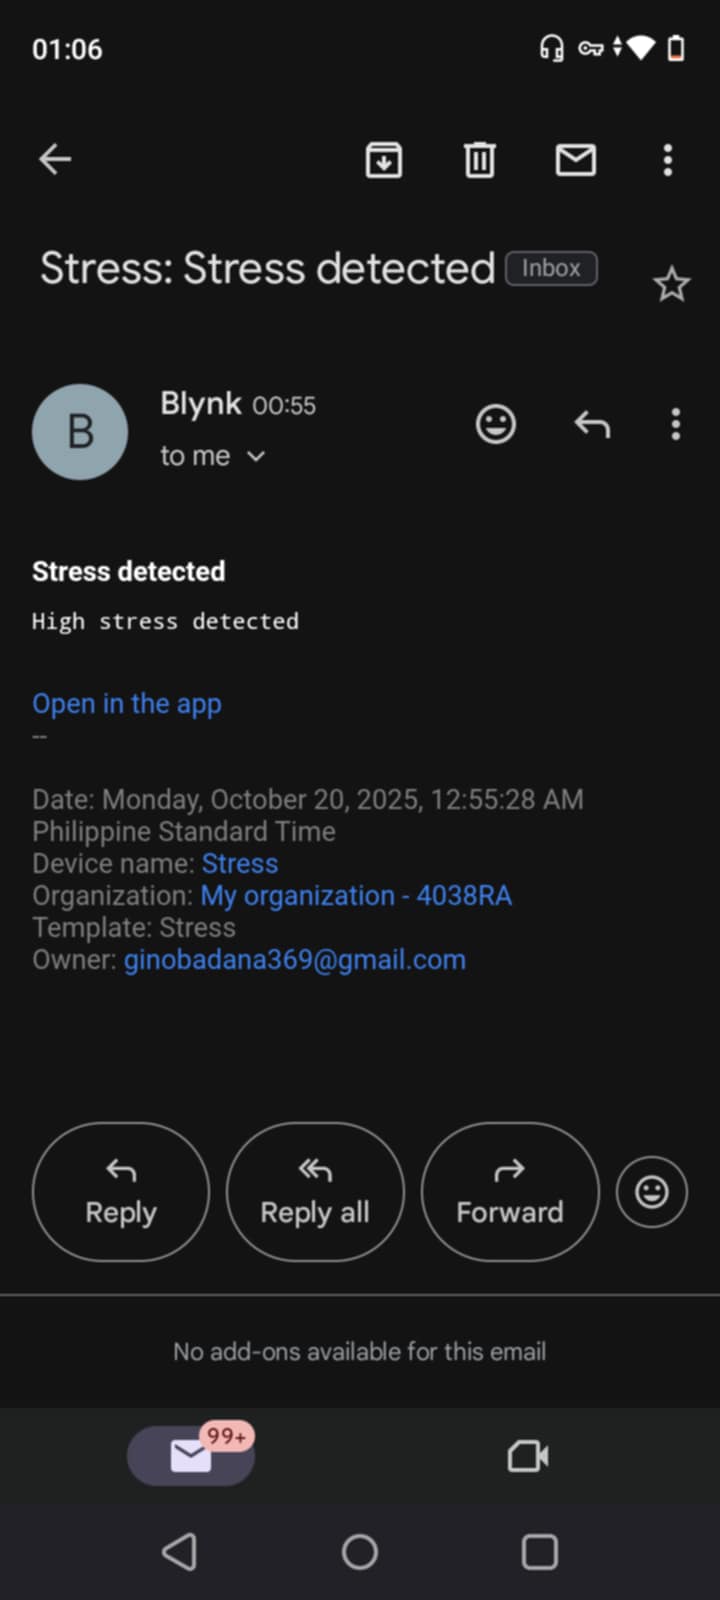 01:06
Stress: Stress detected Inbox
B
Blynk 00:55
to me
Stress detected
High stress detected
Open in the app
--
Date: Monday, October 20, 2025, 12:55:28 AM
Philippine Standard Time
Device name: Stress
Organization: My organization - 4038RA
Template: Stress
Owner: ginobadana369@gmail.com
Reply
Reply all
Forward
No add-ons available for this email
99+